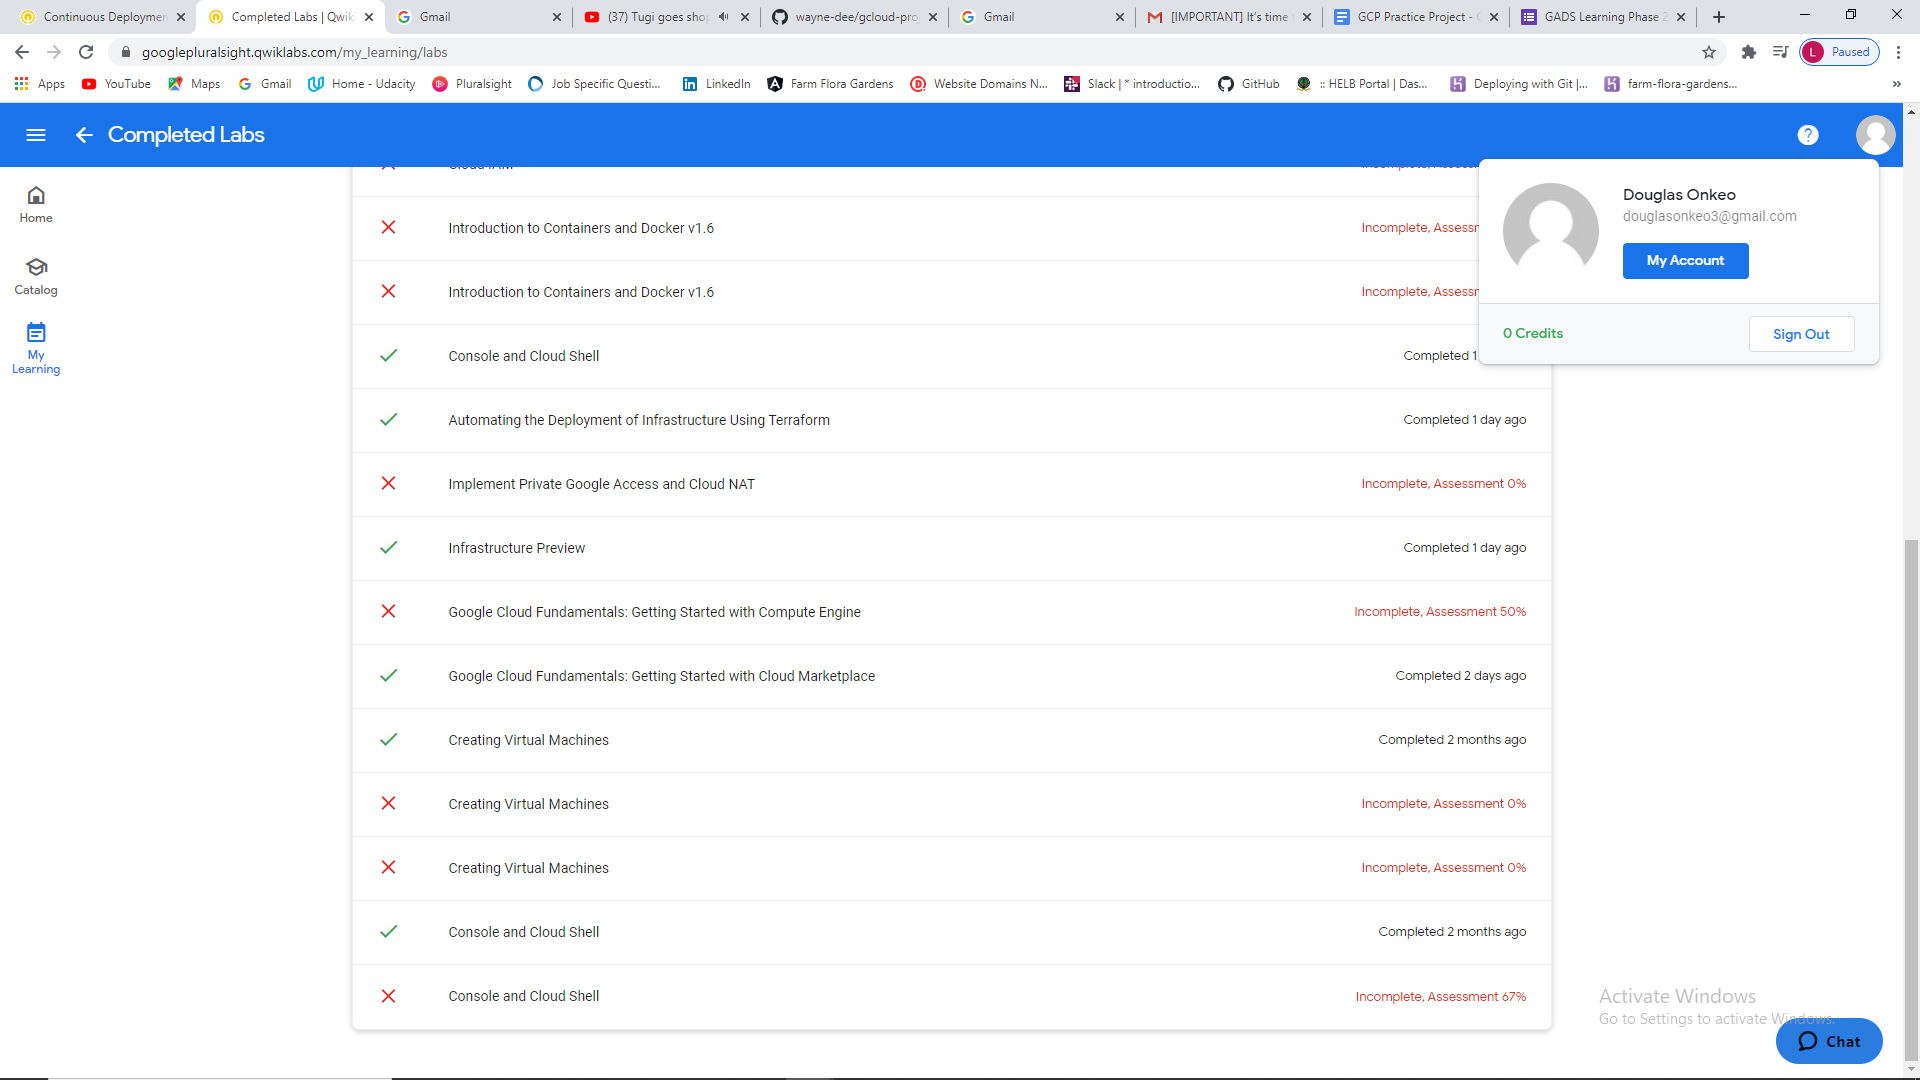 Continuous Deploymen
Completed Labs | Qwik
Gmail
(37) Tugi goes shop
wayne-dee/gcloud-pro
Gmail
[IMPORTANT] It's time
GCP Practice Project -
GADS Learning Phase 2
googlepluralsight.qwiklabs.com/my_learning/labs
L Paused
Apps
YouTube
Maps
Gmail
Home - Udacity
Pluralsight
Job Specific Questi...
LinkedIn
Farm Flora Gardens
Website Domains N...
Slack | * introductio...
GitHub
:: HELB Portal | Das...
Deploying with Git |...
farm-flora-gardens...
»
Completed Labs
?
Home
Catalog
My
Learning
Cloud IAM
Introduction to Containers and Docker v1.6
Incomplete, Assessm
Introduction to Containers and Docker v1.6
Incomplete, Assessm
Console and Cloud Shell
Completed 1
Automating the Deployment of Infrastructure Using Terraform
Completed 1 day ago
Implement Private Google Access and Cloud NAT
Incomplete, Assessment 0%
Infrastructure Preview
Completed 1 day ago
Google Cloud Fundamentals: Getting Started with Compute Engine
Incomplete, Assessment 50%
Google Cloud Fundamentals: Getting Started with Cloud Marketplace
Completed 2 days ago
Creating Virtual Machines
Completed 2 months ago
Creating Virtual Machines
Incomplete, Assessment 0%
Creating Virtual Machines
Incomplete, Assessment 0%
Console and Cloud Shell
Completed 2 months ago
Console and Cloud Shell
Incomplete, Assessment 67%
Douglas Onkeo
douglasonkeo3@gmail.com
My Account
0 Credits
Sign Out
Activate Windows
Go to Settings to activate Windows.
Chat